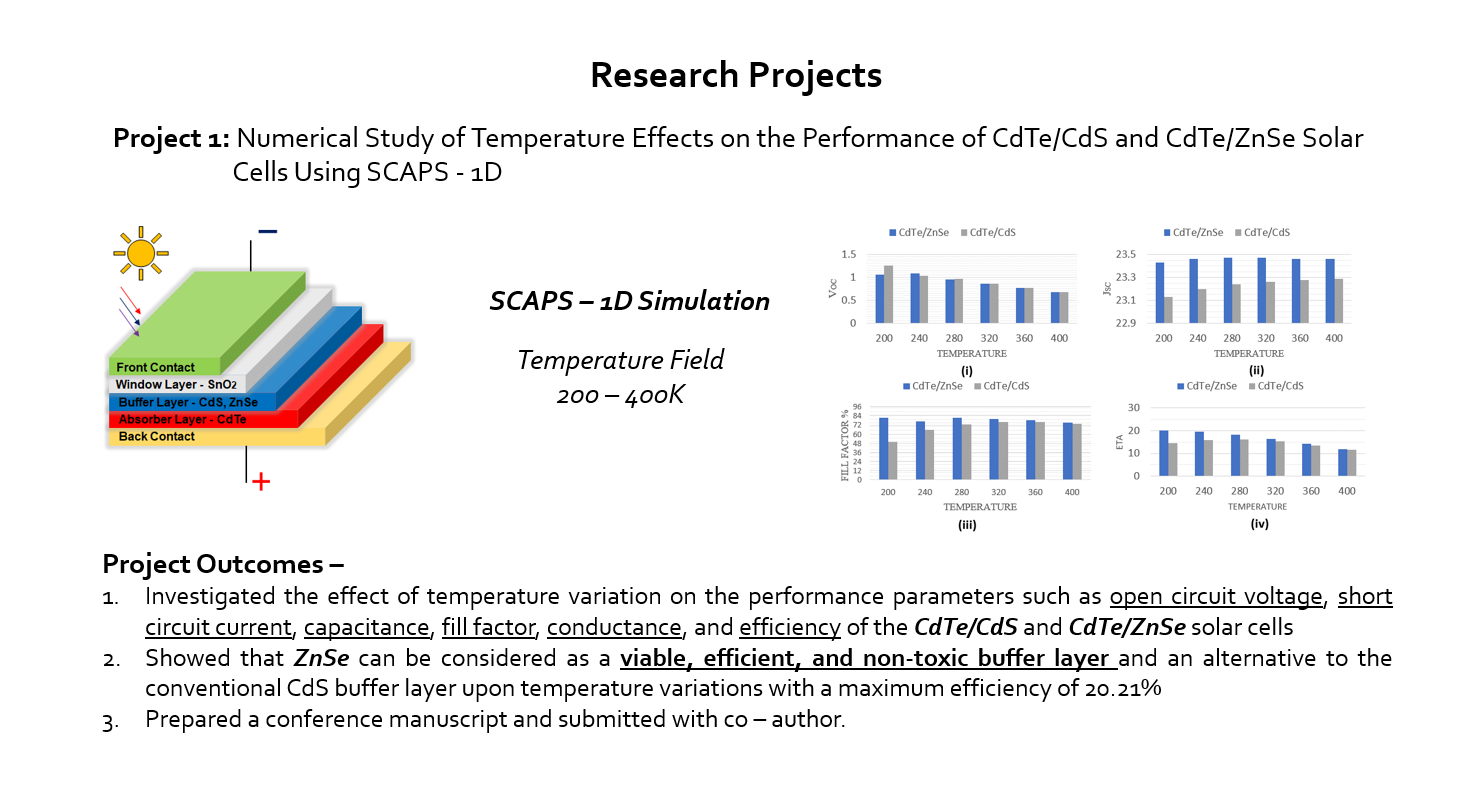 Research Projects
Project 1: Numerical Study of Temperature Effects on the Performance of CdTe/CdS and CdTe/ZnSe Solar
Cells Using SCAPS - 1D
−
Front Contact
Window Layer - SnO2
Buffer Layer - CdS, ZnSe
Absorber Layer - CdTe
Back Contact
+
SCAPS – 1D Simulation
Temperature Field
200 – 400K
CdTe/ZnSe CdTe/CdS
1.5
1
0.5
0
VOC
200 240 280 320 360 400
TEMPERATURE
(i)
CdTe/ZnSe CdTe/CdS
23.5
23.3
23.1
22.9
JSC
200 240 280 320 360 400
TEMPERATURE
(ii)
CdTe/ZnSe CdTe/CdS
96
84
72
60
48
36
24
12
0
FILL FACTOR %
200 240 280 320 360 400
TEMPERATURE
(iii)
CdTe/ZnSe CdTe/CdS
30
20
10
0
ETA
200 240 280 320 360 400
TEMPERATURE
(iv)
Project Outcomes –
1. Investigated the effect of temperature variation on the performance parameters such as open circuit voltage, short
circuit current, capacitance, fill factor, conductance, and efficiency of the CdTe/CdS and CdTe/ZnSe solar cells
2. Showed that ZnSe can be considered as a viable, efficient, and non-toxic buffer layer and an alternative to the
conventional CdS buffer layer upon temperature variations with a maximum efficiency of 20.21%
3. Prepared a conference manuscript and submitted with co – author.